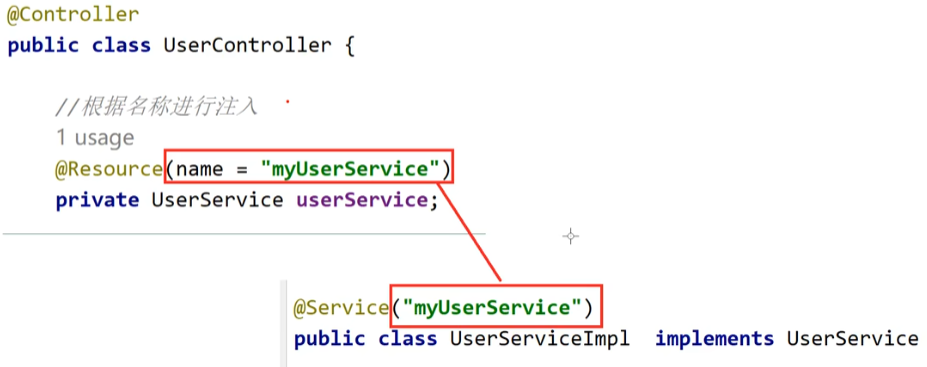 @Controller
public class UserController {
//根据名称进行注入
1 usage
@Resource(name = "myUserService")
private UserService userService;
@Service("myUserService")
public class UserServiceImpl  implements UserService